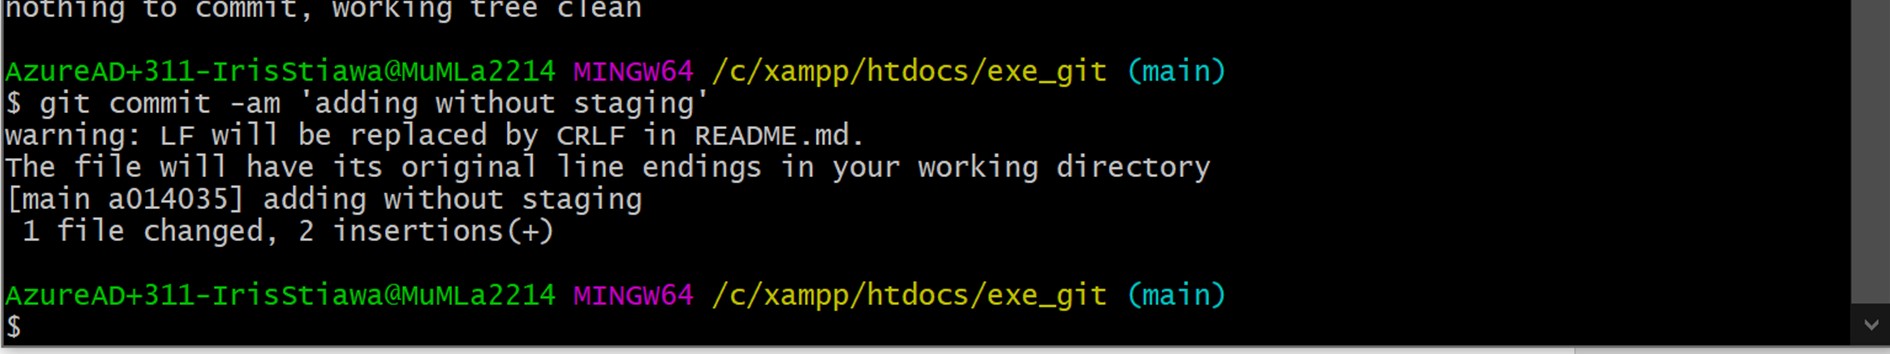 nothing to commit, working tree clean
AzureAD+311-IrisStiawa@MuMLa2214 MINGW64 /c/xampp/htdocs/exe_git (main)
$ git commit -am 'adding without staging'
warning: LF will be replaced by CRLF in README.md.
The file will have its original line endings in your working directory
[main a014035] adding without staging
 1 file changed, 2 insertions(+)
AzureAD+311-IrisStiawa@MuMLa2214 MINGW64 /c/xampp/htdocs/exe_git (main)
$